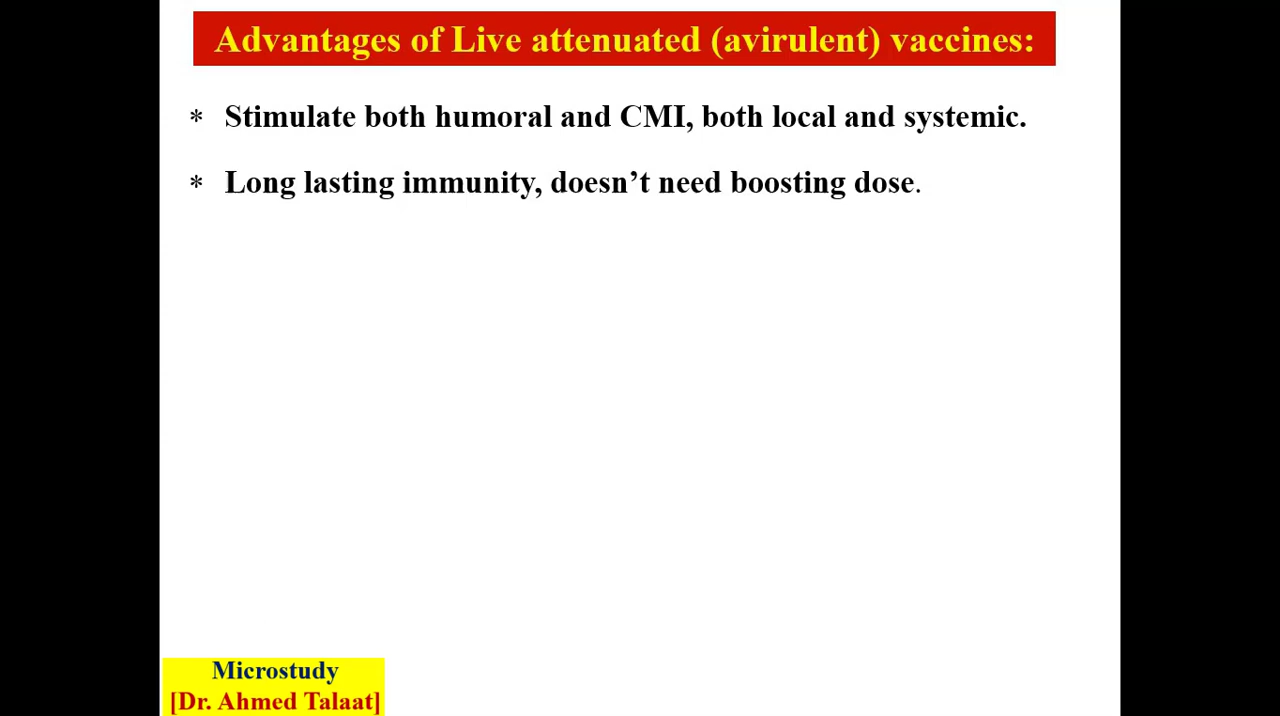 Advantages of Live attenuated (avirulent) vaccines:
* Stimulate both humoral and CMI, both local and systemic.
* Long lasting immunity, doesn’t need boosting dose.
Microstudy
[Dr. Ahmed Talaat]